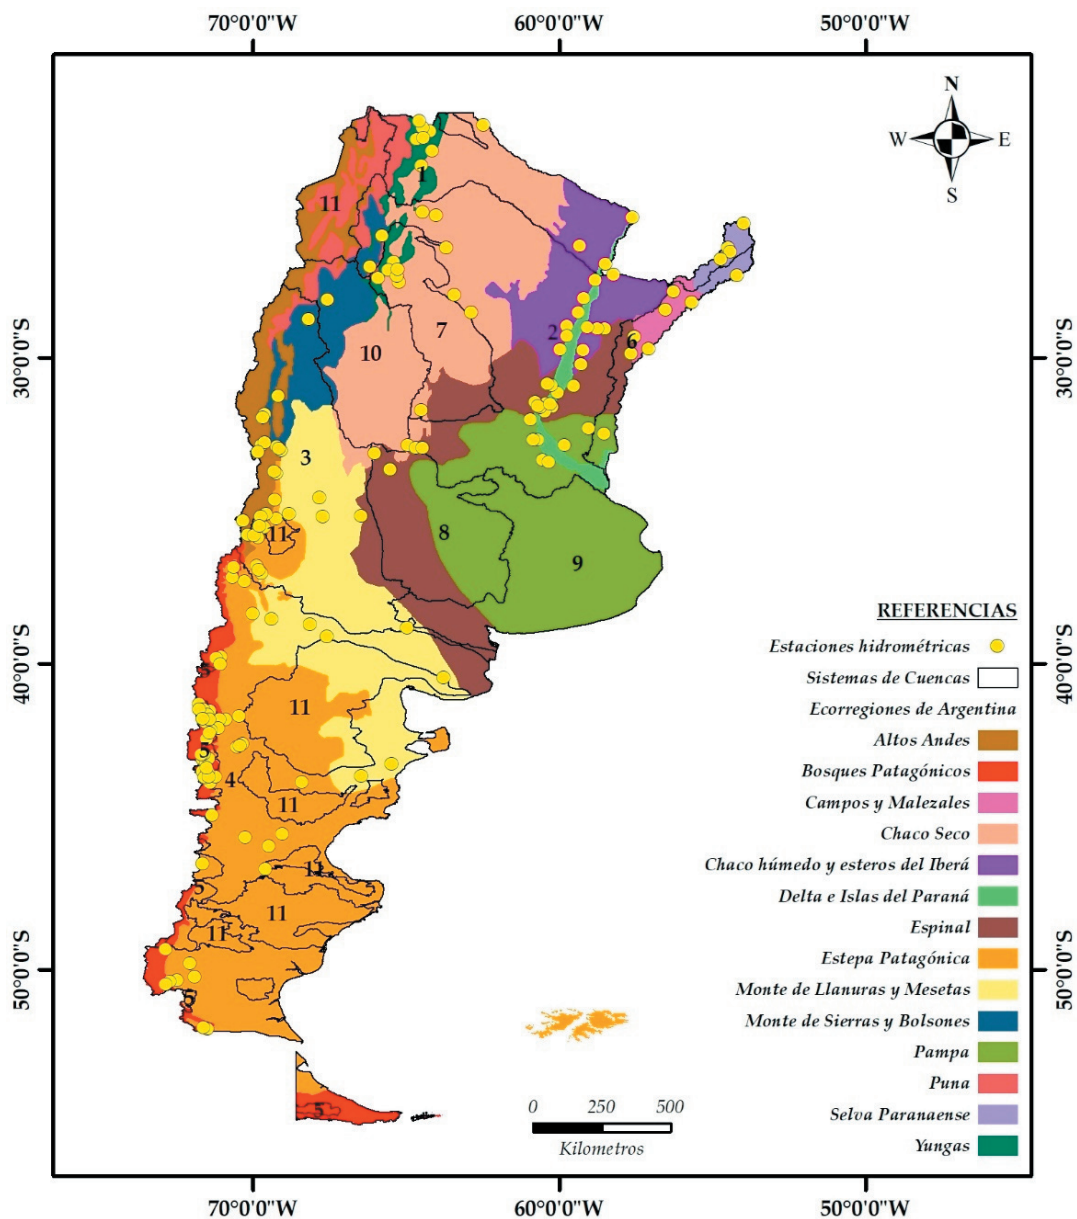 70°0'0"W 60°0'0"W 50°0'0"W
N
W E
S
30°0'0"S 30°0'0"S
40°0'0"S 40°0'0"S
50°0'0"S 50°0'0"S
1
11
2
6
7
10
3
11
8
9
5
11
5
4
11
11
5
11
11
5
5
REFERENCIAS
Estaciones hidrométricas
Sistemas de Cuencas
Ecorregiones de Argentina
Altos Andes
Bosques Patagónicos
Campos y Malezales
Chaco Seco
Chaco húmedo y esteros del Iberá
Delta e Islas del Paraná
Espinal
Estepa Patagónica
Monte de Llanuras y Mesetas
Monte de Sierras y Bolsones
Pampa
Puna
Selva Paranaense
Yungas
0 250 500
Kilometros
70°0'0"W 60°0'0"W 50°0'0"W